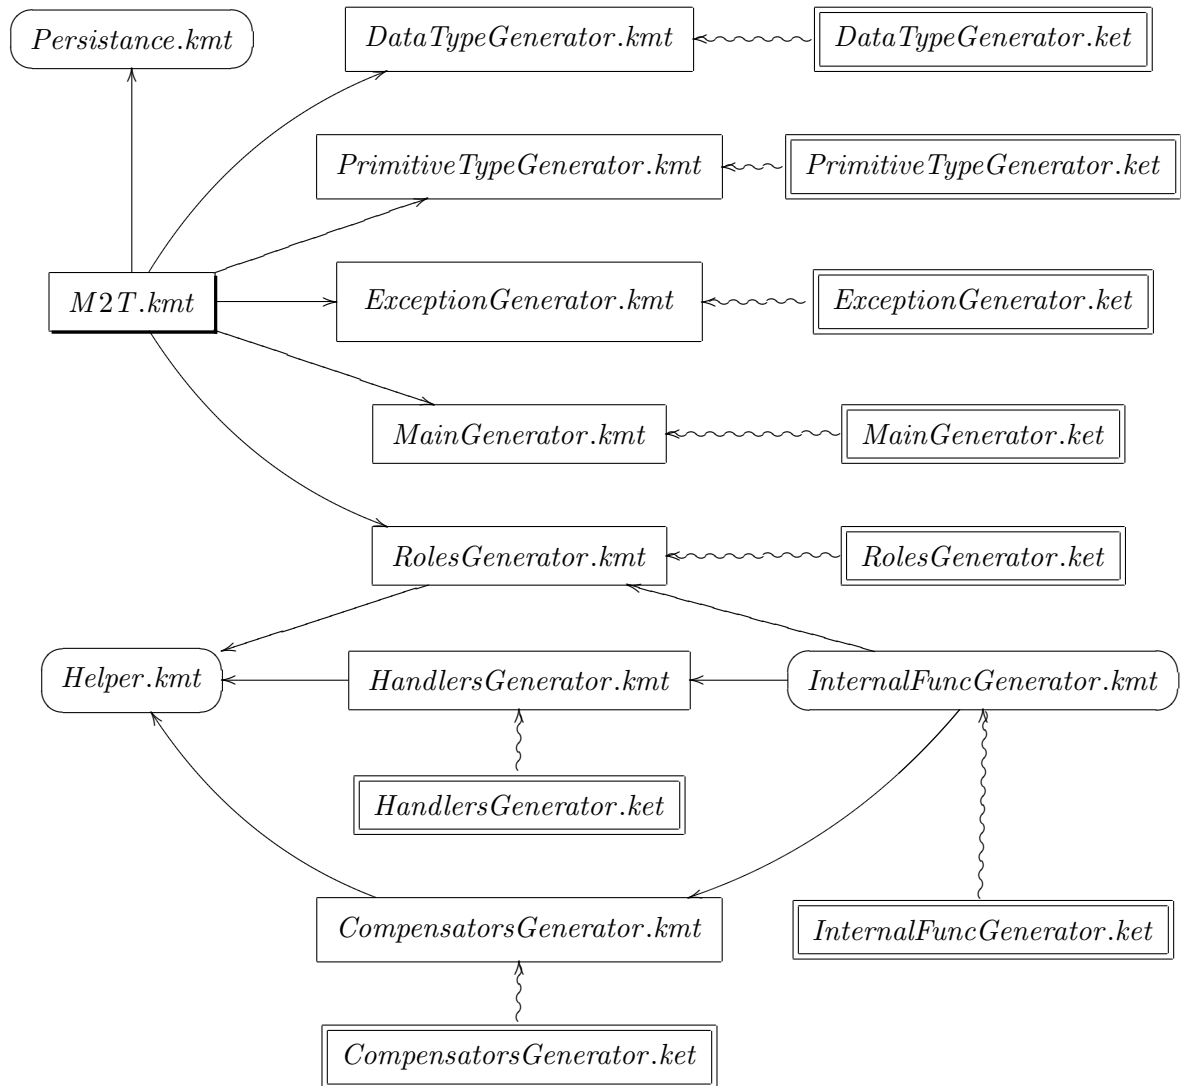 Persistance.kmt
DataTypeGenerator.kmt
DataTypeGenerator.ket
PrimitiveTypeGenerator.kmt
PrimitiveTypeGenerator.ket
M2T.kmt
ExceptionGenerator.kmt
ExceptionGenerator.ket
MainGenerator.kmt
MainGenerator.ket
RolesGenerator.kmt
RolesGenerator.ket
Helper.kmt
HandlersGenerator.kmt
InternalFuncGenerator.kmt
HandlersGenerator.ket
CompensatorsGenerator.kmt
InternalFuncGenerator.ket
CompensatorsGenerator.ket